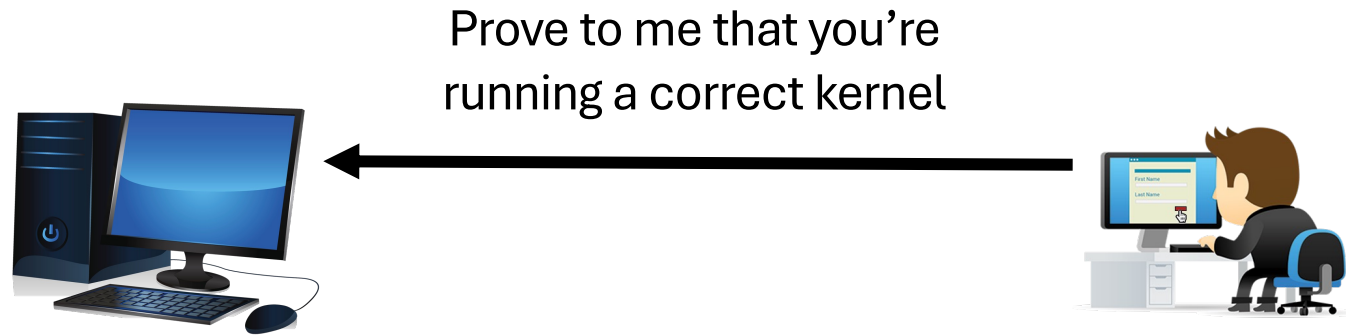 Prove to me that you’re
running a correct kernel
First Name
Last Name